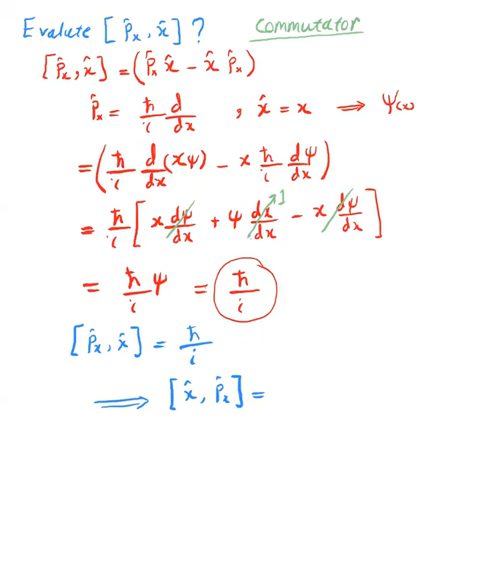 Evalute [ p̂ₓ , x̂ ] ? Commutator
[ p̂ₓ , x̂ ] = ( p̂ₓ x̂ − x̂ p̂ₓ )
p̂ₓ = ħ/i d/dx , x̂ = x ⟹ Ψ(x)
= ( ħ/i d/dx (xΨ) − x ħ/i dΨ/dx )
= ħ/i [ x dΨ/dx + Ψ dx/dx 1 − x dΨ/dx ]
= ħ/i Ψ = ħ/i
[ p̂ₓ , x̂ ] = ħ/i
⟹ [ x̂ , p̂ₓ ] =